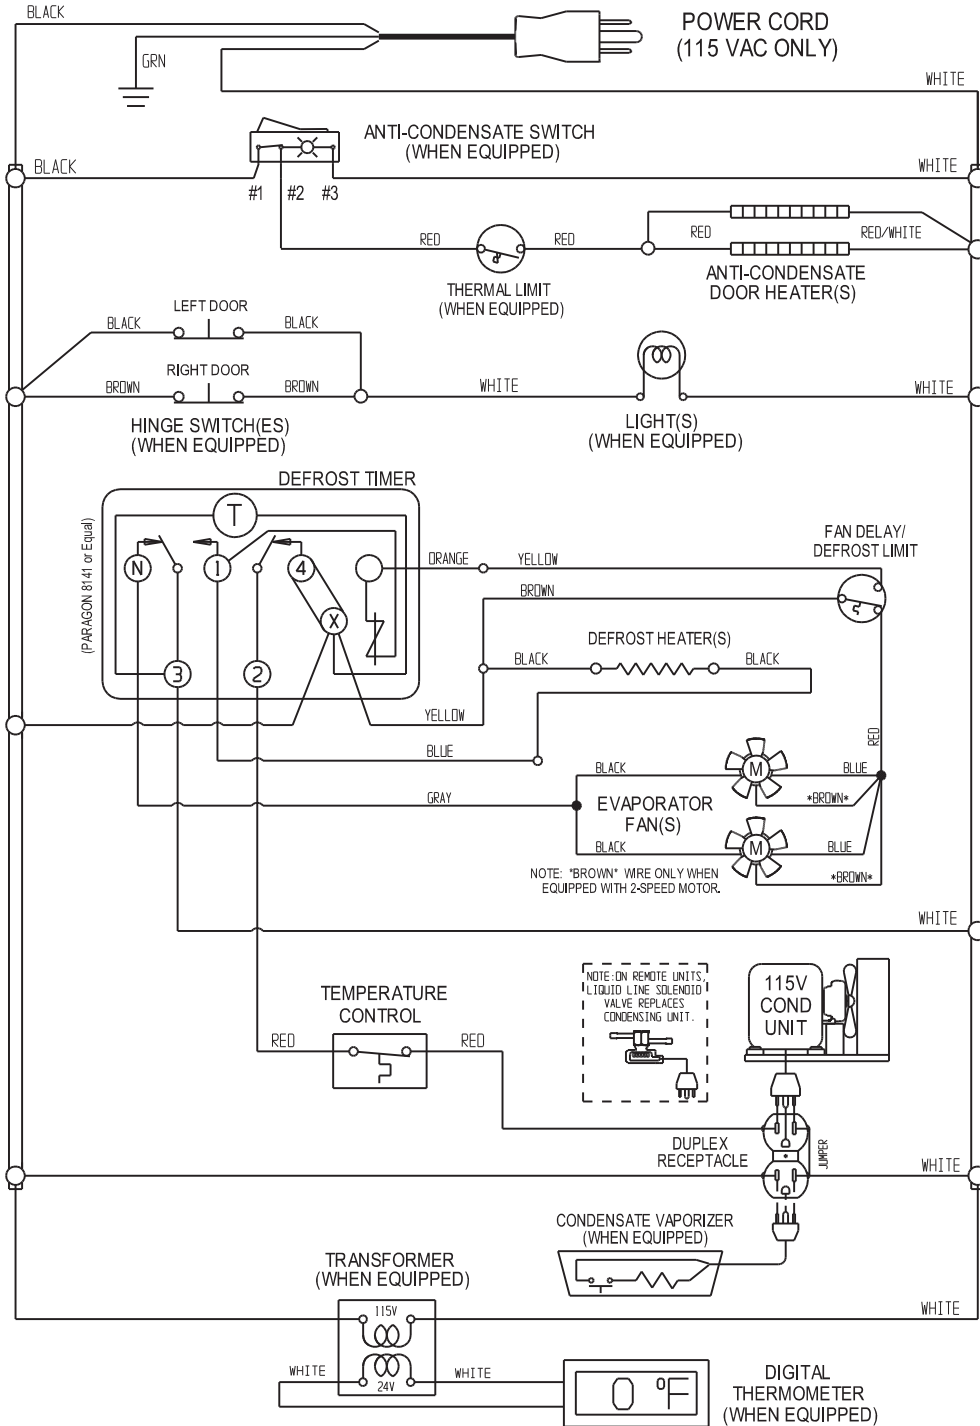 BLACK
POWER CORD
(115 VAC ONLY)
GRN
WHITE
ANTI-CONDENSATE SWITCH
(WHEN EQUIPPED)
BLACK
WHITE
#1 #2 #3
RED
RED
RED
RED/WHITE
THERMAL LIMIT
(WHEN EQUIPPED)
ANTI-CONDENSATE
DOOR HEATER(S)
LEFT DOOR
BLACK
BLACK
RIGHT DOOR
BROWN
BROWN
WHITE
WHITE
HINGE SWITCH(ES)
(WHEN EQUIPPED)
LIGHT(S)
(WHEN EQUIPPED)
DEFROST TIMER
(PARAGON 8141 or Equal)
T
N
1
4
X
3
2
ORANGE
YELLOW
FAN DELAY/
DEFROST LIMIT
BROWN
DEFROST HEATER(S)
BLACK
BLACK
YELLOW
BLUE
RED
BLACK
M
BLUE
*BROWN*
GRAY
EVAPORATOR
FAN(S)
BLACK
M
BLUE
*BROWN*
NOTE: "BROWN" WIRE ONLY WHEN
EQUIPPED WITH 2-SPEED MOTOR.
WHITE
TEMPERATURE
CONTROL
RED
RED
NOTE:ON REMOTE UNITS,
LIQUID LINE SOLENOID
VALVE REPLACES
CONDENSING UNIT.
115V
COND
UNIT
DUPLEX
RECEPTACLE
JUMPER
WHITE
CONDENSATE VAPORIZER
(WHEN EQUIPPED)
TRANSFORMER
(WHEN EQUIPPED)
115V
WHITE
24V
WHITE
WHITE
0 °F
DIGITAL
THERMOMETER
(WHEN EQUIPPED)